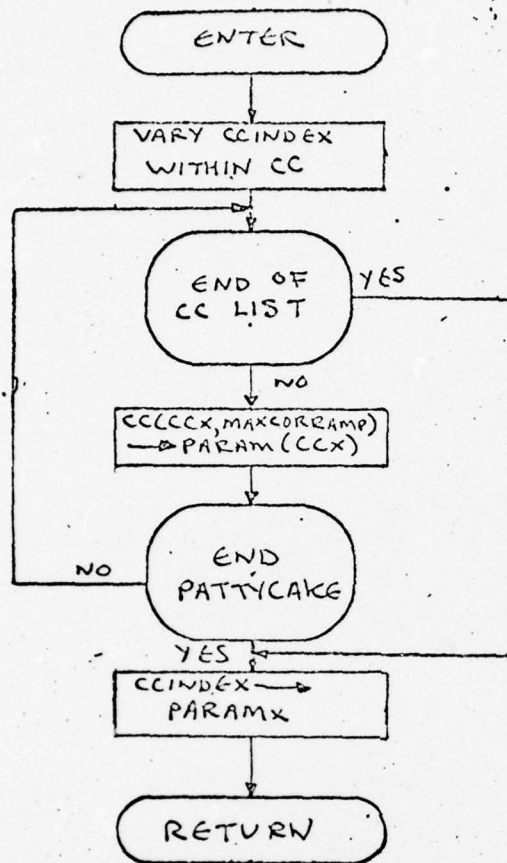 ENTER
VARY CCINDEX
WITHIN CC
END OF
CC LIST
YES
NO
CC(CCX, MAXCORRAMP)
→ PARAM(CCX)
END
PATTYCAKE
NO
YES
CCINDEX →
PARAMX
RETURN